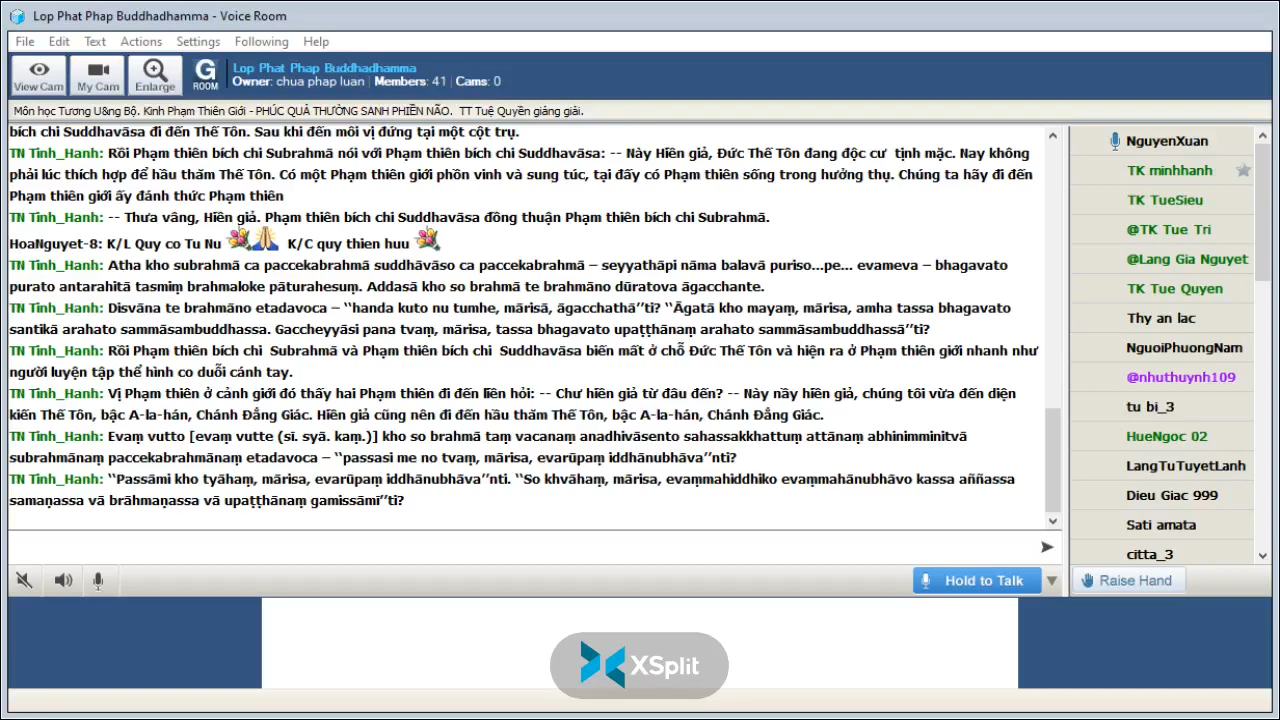 Lop Phat Phap Buddhadhamma - Voice Room
File Edit Text Actions Settings Following Help
View Cam My Cam Enlarge G ROOM
Lop Phat Phap Buddhadhamma
Owner: chua phap luan | Members: 41 | Cams: 0
Môn học Tương U&ng Bộ. Kinh Phạm Thiên Giới - PHÚC QUẢ THƯỜNG SANH PHIỀN NÃO. TT Tuệ Quyền giảng giải.
bích chi Suddhavāsa đi đến Thế Tôn. Sau khi đến mỗi vị đứng tại một cột trụ.
TN Tinh_Hanh: Rồi Phạm thiên bích chi Subrahmā nói với Phạm thiên bích chi Suddhavāsa: -- Này Hiền giả, Đức Thế Tôn đang độc cư tịnh mặc. Nay không
phải lúc thích hợp để hầu thăm Thế Tôn. Có một Phạm thiên giới phồn vinh và sung túc, tại đấy có Phạm thiên sống trong hưởng thụ. Chúng ta hãy đi đến
Phạm thiên giới ấy đánh thức Phạm thiên
TN Tinh_Hanh: -- Thưa vâng, Hiền giả. Phạm thiên bích chi Suddhavāsa đồng thuận Phạm thiên bích chi Subrahmā.
HoaNguyet-8: K/L Quy co Tu Nu K/C quy thien huu
TN Tinh_Hanh: Atha kho subrahmā ca paccekabrahmā suddhāvāso ca paccekabrahmā – seyyathāpi nāma balavā puriso...pe... evameva – bhagavato
purato antarahitā tasmiṃ brahmaloke pāturahesuṃ. Addasā kho so brahmā te brahmāno dūratova āgacchante.
TN Tinh_Hanh: Disvāna te brahmāno etadavoca – ‘‘handa kuto nu tumhe, mārisā, āgacchathā’’ti? ‘‘Āgatā kho mayaṃ, mārisa, amha tassa bhagavato
santikā arahato sammāsambuddhassa. Gaccheyyāsi pana tvaṃ, mārisa, tassa bhagavato upaṭṭhānaṃ arahato sammāsambuddhassā’’ti?
TN Tinh_Hanh: Rồi Phạm thiên bích chi Subrahmā và Phạm thiên bích chi Suddhavāsa biến mất ở chỗ Đức Thế Tôn và hiện ra ở Phạm thiên giới nhanh như
người luyện tập thể hình co duỗi cánh tay.
TN Tinh_Hanh: Vị Phạm thiên ở cảnh giới đó thấy hai Phạm thiên đi đến liền hỏi: -- Chư hiền giả từ đâu đến? -- Này nầy hiền giả, chúng tôi vừa đến diện
kiến Thế Tôn, bậc A-la-hán, Chánh Đẳng Giác. Hiền giả cũng nên đi đến hầu thăm Thế Tôn, bậc A-la-hán, Chánh Đẳng Giác.
TN Tinh_Hanh: Evaṃ vutto [evaṃ vutte (sī. syā. kaṃ.)] kho so brahmā taṃ vacanaṃ anadhivāsento sahassakkhattuṃ attānaṃ abhinimminitvā
subrahmānaṃ paccekabrahmānaṃ etadavoca – ‘‘passasi me no tvaṃ, mārisa, evarūpaṃ iddhānubhāva’’nti?
TN Tinh_Hanh: ‘‘Passāmi kho tyāhaṃ, mārisa, evarūpaṃ iddhānubhāva’’nti. ‘‘So khvāhaṃ, mārisa, evaṃmahiddhiko evaṃmahānubhāvo kassa aññassa
samaṇassa vā brāhmaṇassa vā upaṭṭhānaṃ gamissāmī’’ti?
Hold to Talk
NguyenXuan
TK minhhanh
TK TueSieu
@TK Tue Tri
@Lang Gia Nguyet
TK Tue Quyen
Thy an lac
NguoiPhuongNam
@nhuthuynh109
tu bi_3
HueNgoc 02
LangTuTuyetLanh
Dieu Giac 999
Sati amata
citta_3
Raise Hand
XSplit